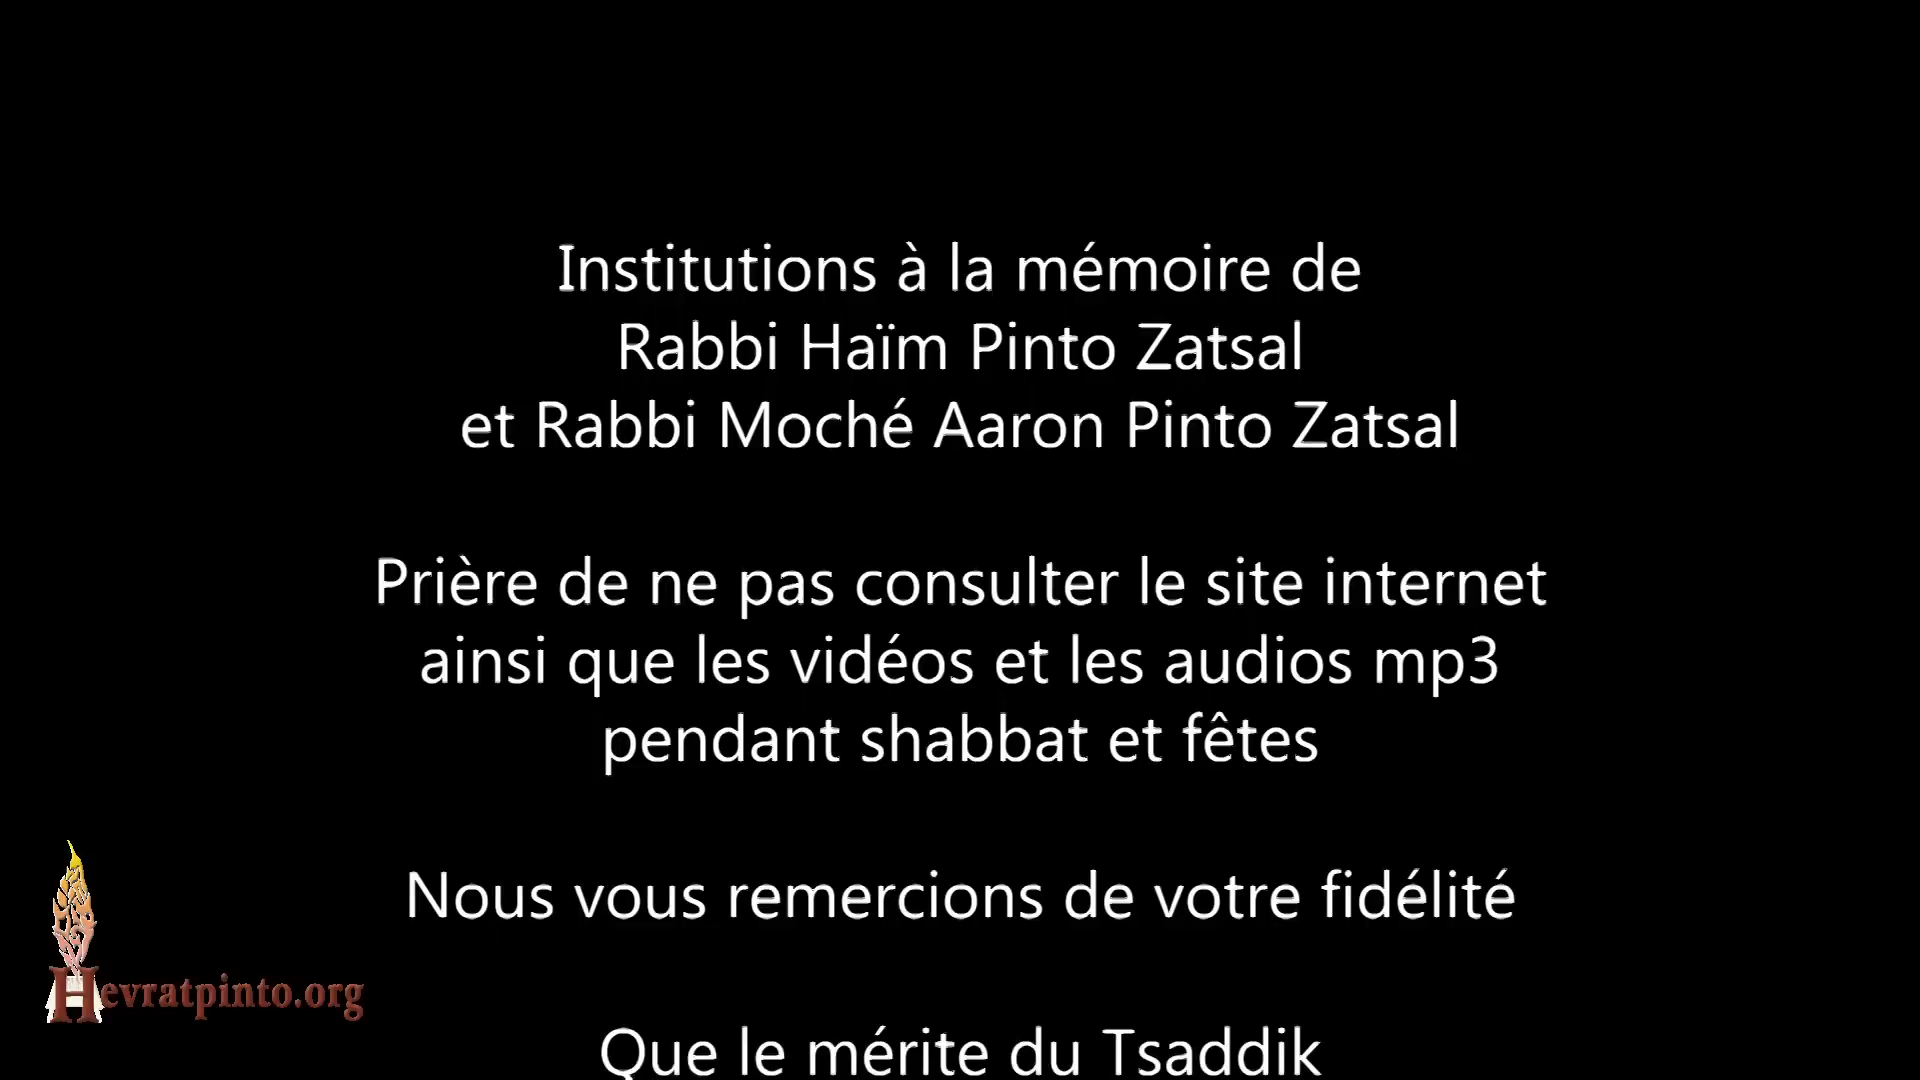 Institutions à la mémoire de
Rabbi Haïm Pinto Zatsal
et Rabbi Moché Aaron Pinto Zatsal
Prière de ne pas consulter le site internet
ainsi que les vidéos et les audios mp3
pendant shabbat et fêtes
Nous vous remercions de votre fidélité
Hevratpinto.org
Que le mérite du Tsaddik